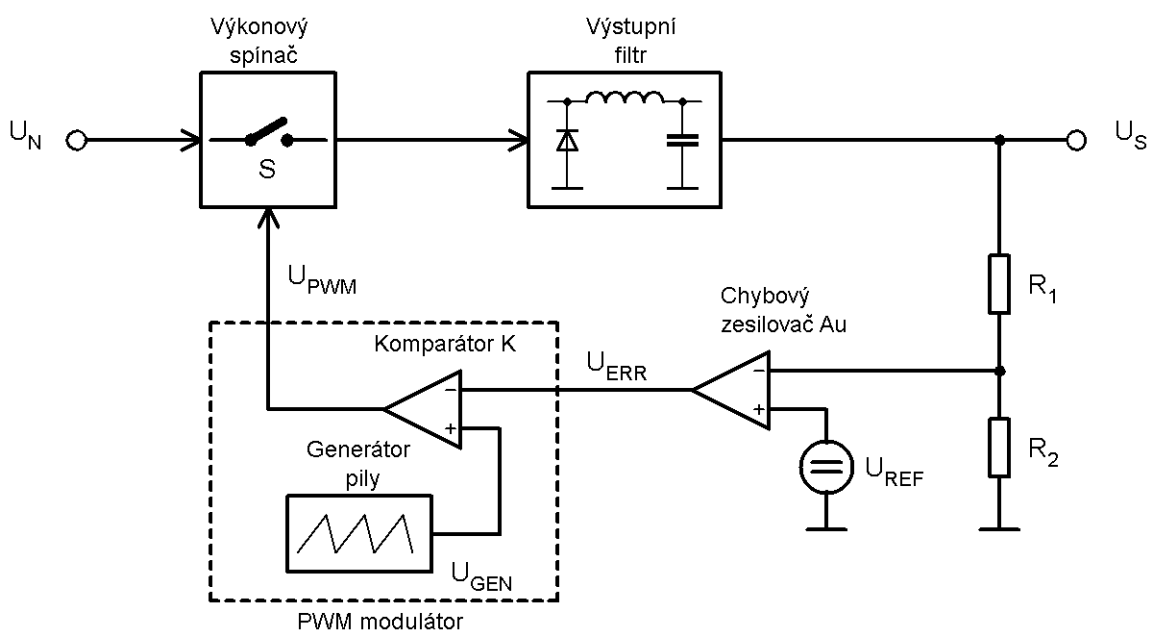 Výkonový
spínač
Výstupní
filtr
U_N
S
U_S
U_PWM
R_1
Chybový
zesilovač Au
Komparátor K
U_ERR
−
+
−
+
Generátor
pily
U_REF
R_2
U_GEN
PWM modulátor